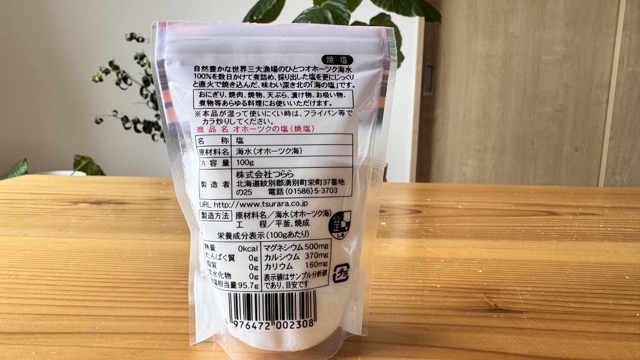 焼 塩
自然豊かな世界三大漁場のひとつオホーツク海水
100%を数日かけて煮詰め、採り出した塩を更にじっくり
と直火で焼き込んだ、味わい深き北の「海の塩」です。
おにぎり、焼肉、焼物、天ぷら、漬け物、お吸い物、
煮物等あらゆる料理にお使いいただけます。
※本品が湿って使いにくい時は、フライパン等で
カラ炒りしてください。
商 品 名 オホーツクの塩(焼塩)
名 称 塩
原材料名 海水(オホーツク海)
内 容 量 100g
製 造 者 株式会社つらら
北海道紋別郡湧別町栄町37番地
の25 電話(01586)5-3703
URL http://www.tsurara.co.jp
製造方法 原材料名/海水(オホーツク海)
工 程/平釜、焼成
栄養成分表示(100gあたり)
熱量 0kcal マグネシウム 500mg
たんぱく質 0g カルシウム 370mg
脂質 0g カリウム 160mg
炭水化物 0g 表示値はサンプル分析値
食塩相当量 95.7g であり、目安です
プラ
976472 002308